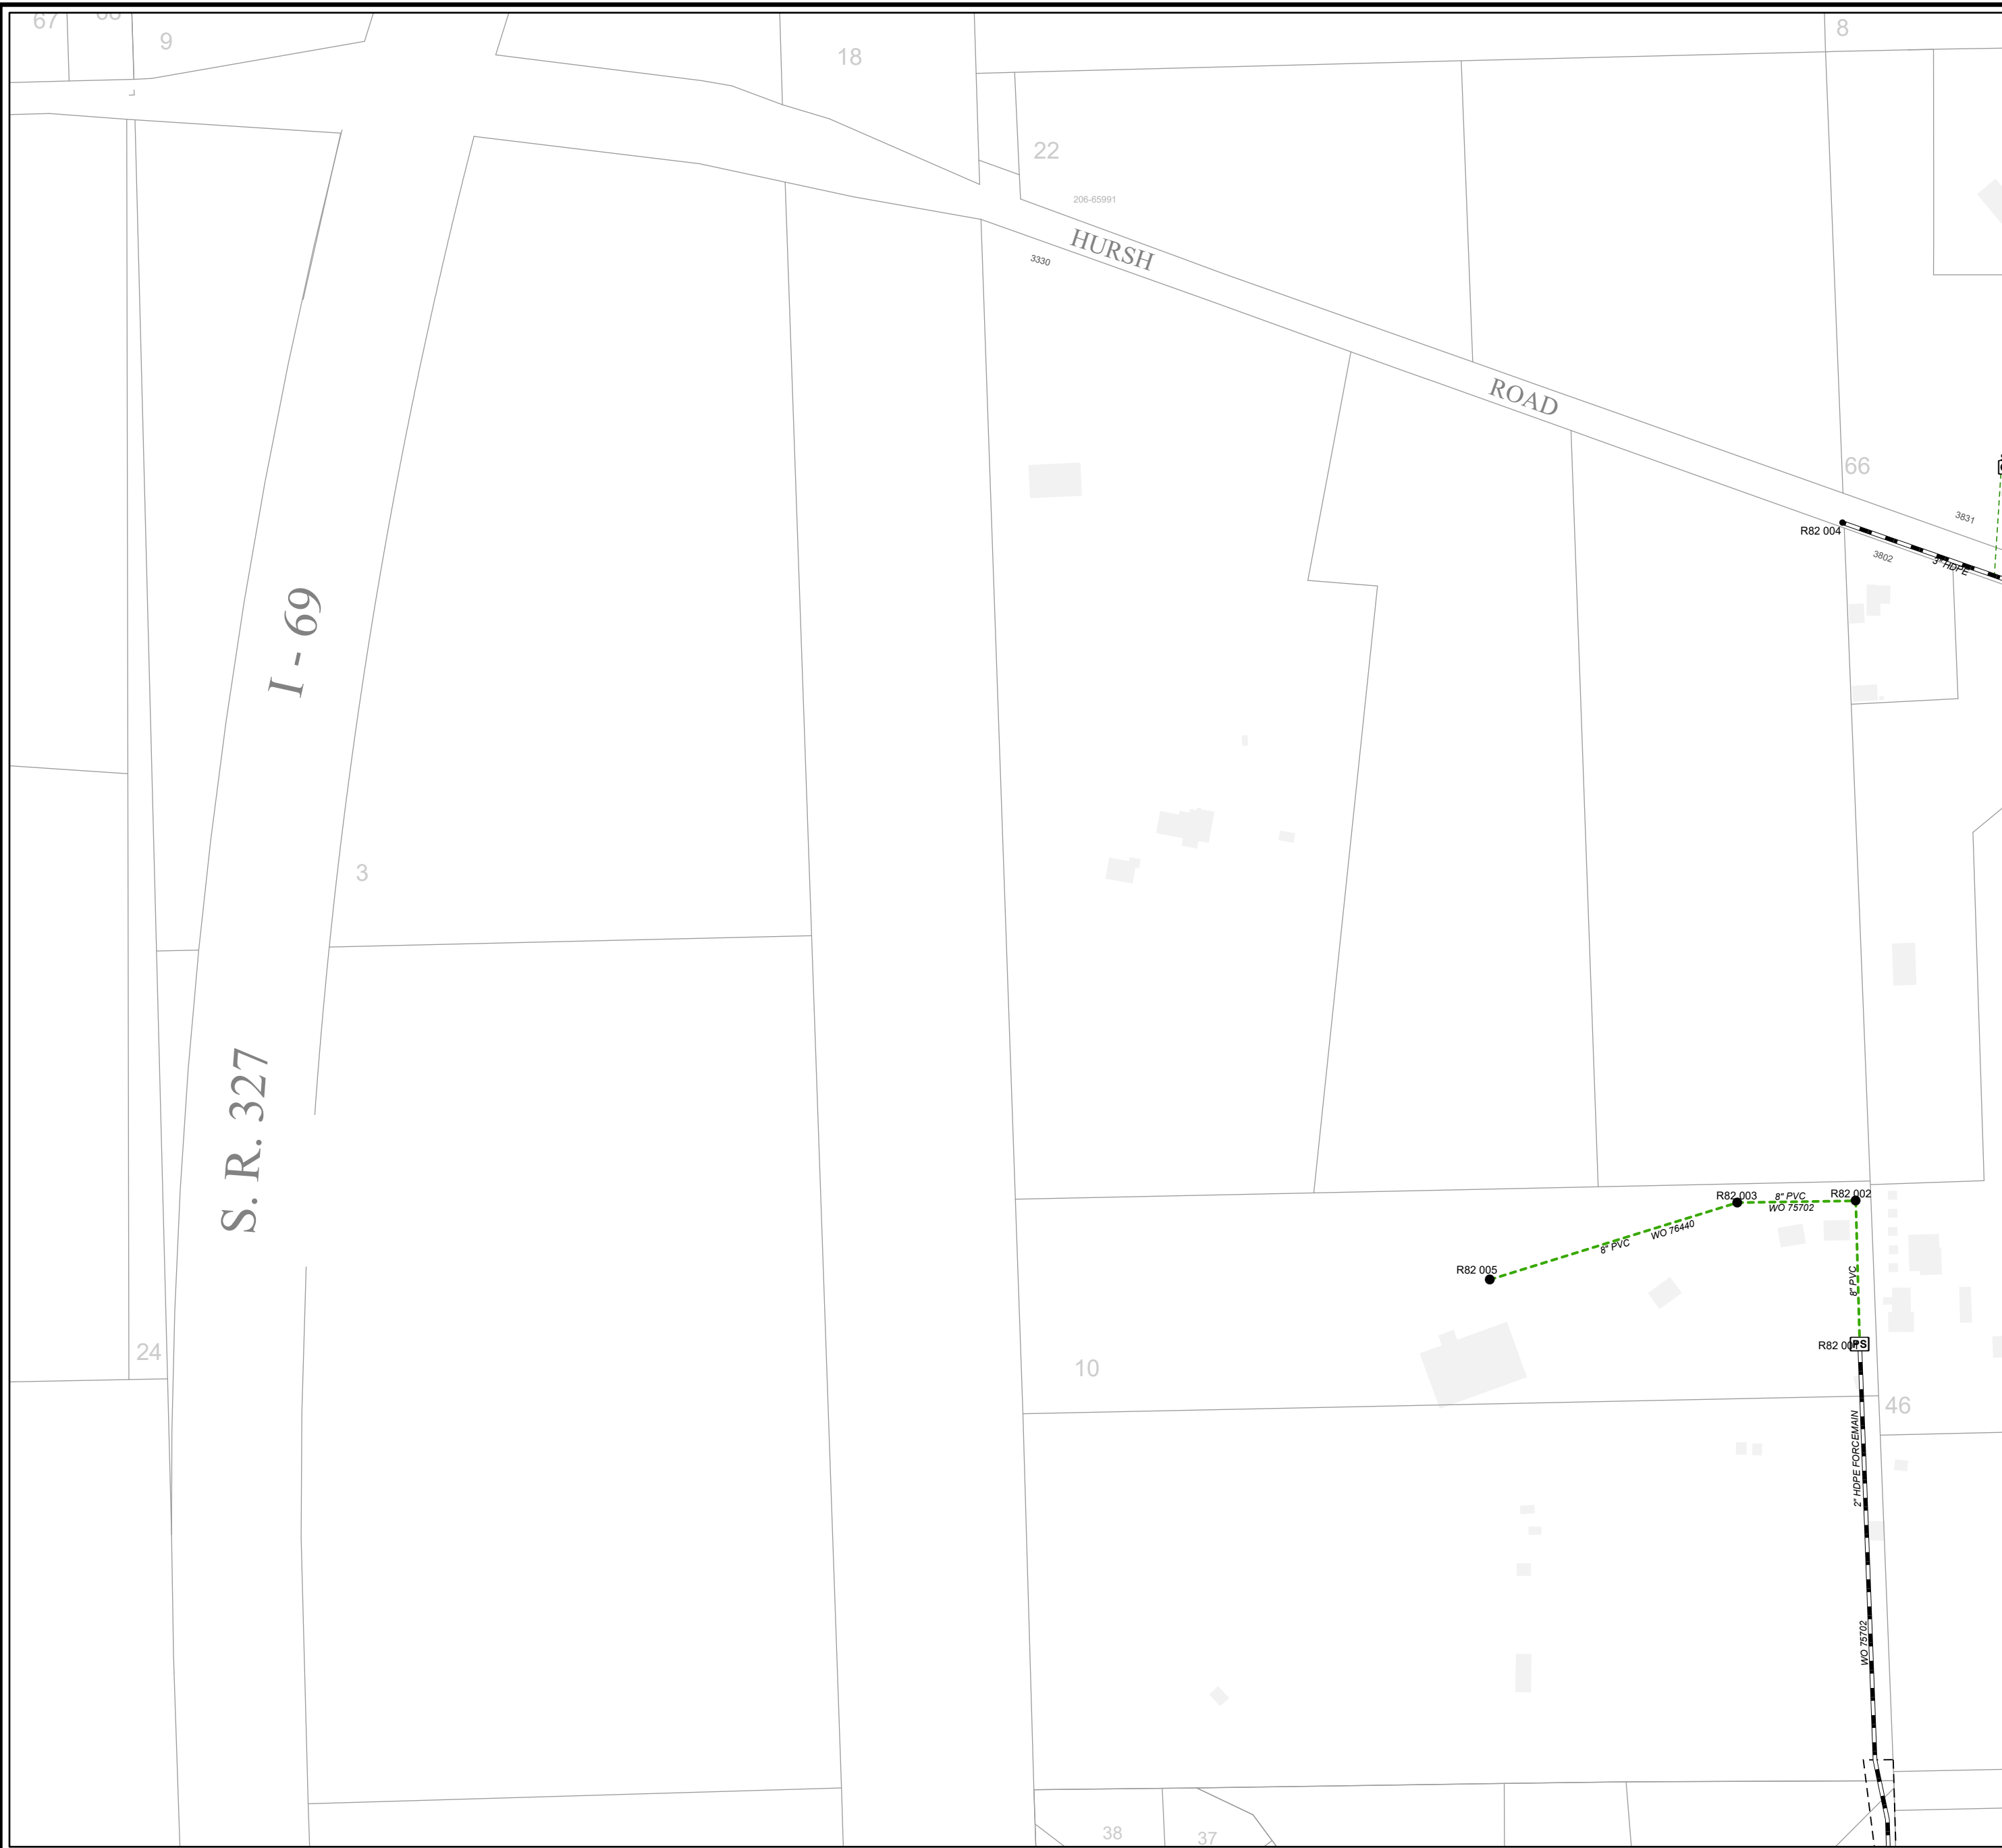 67
68
9
18
8
22
206-65991
HURSH
3330
ROAD
66
3831
R82 004
3802
3" HDPE
I - 69
3
S. R. 327
R82 003
8" PVC
R82 002
WO 75702
WO 76440
8" PVC
R82 005
8" PVC
R82 001
PS
24
10
46
2" HDPE FORCEMAIN
WO 75702
38
37